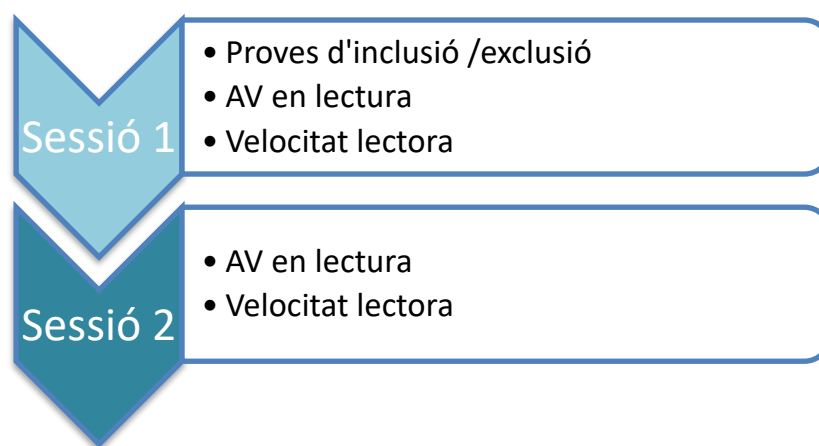 Sessió 1
• Proves d'inclusió /exclusió
• AV en lectura
• Velocitat lectora
Sessió 2
• AV en lectura
• Velocitat lectora